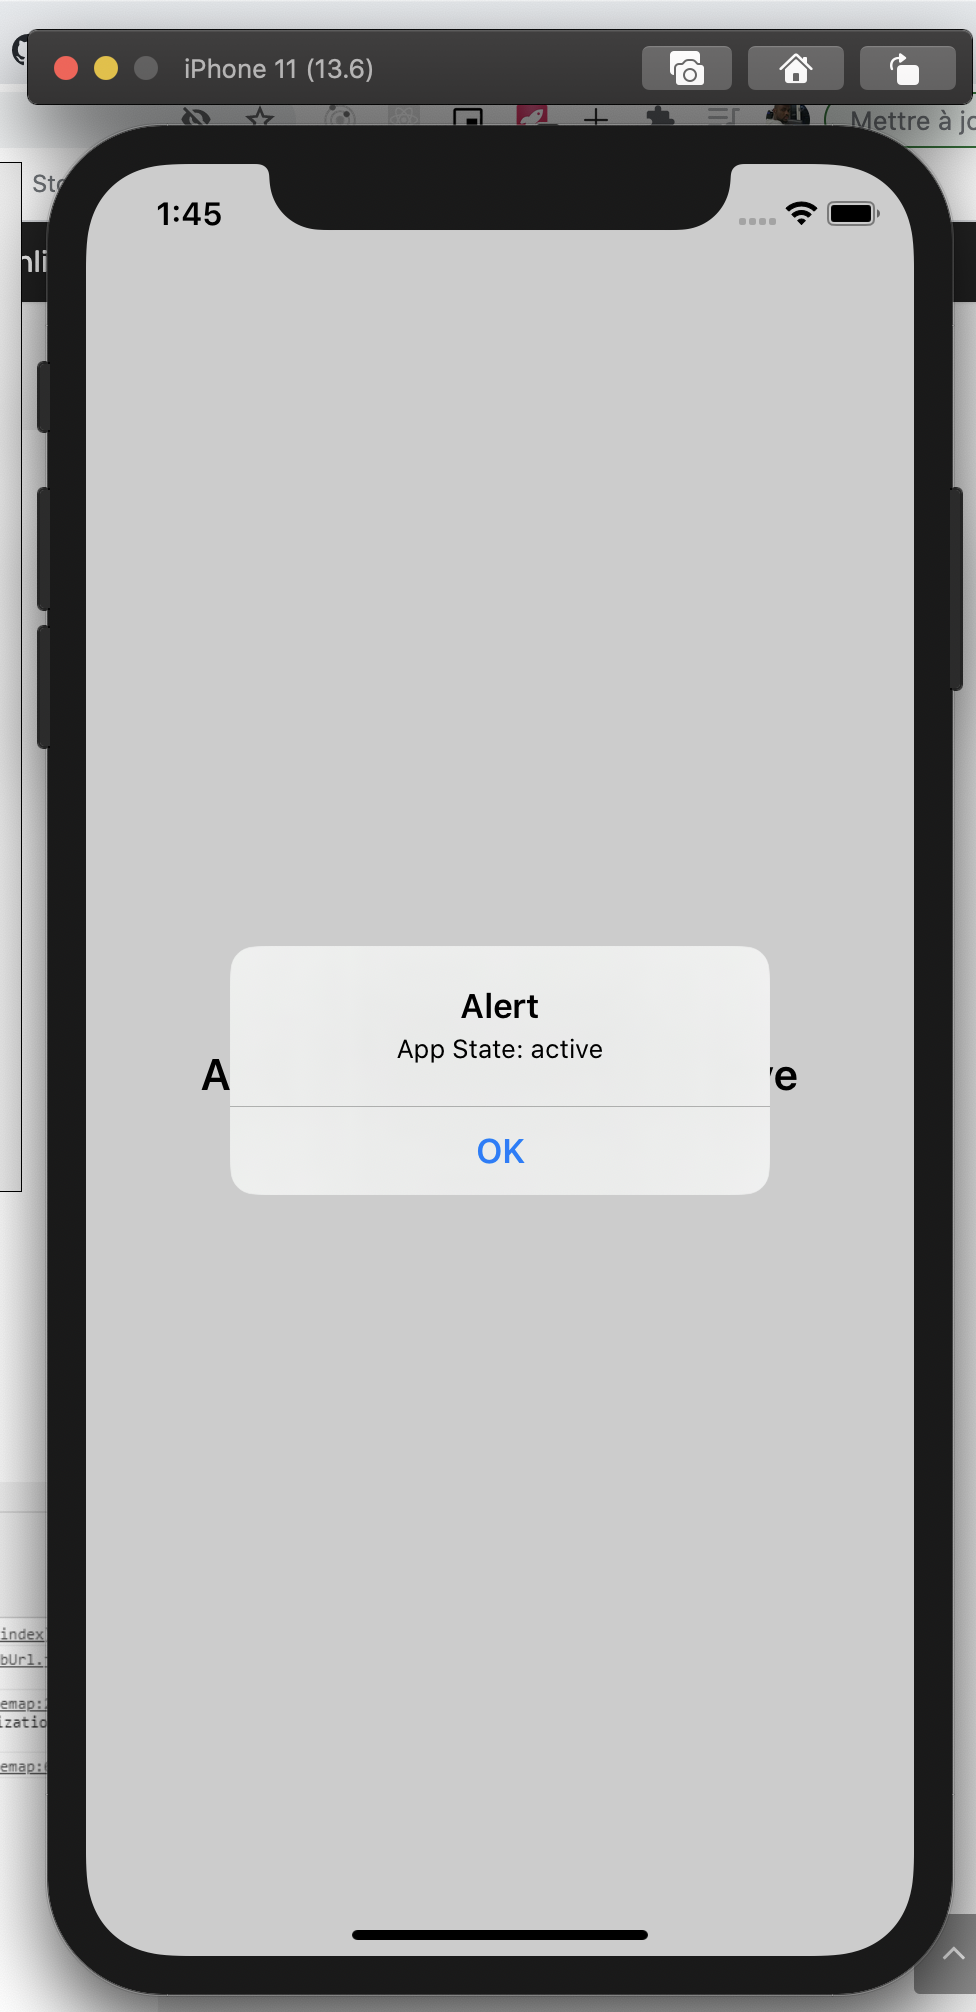 iPhone 11 (13.6)
Mettre à jo
Sto
1:45
nli
Alert
App State: active
A
ve
OK
index
bUrl.
emap:
izatio
emap: